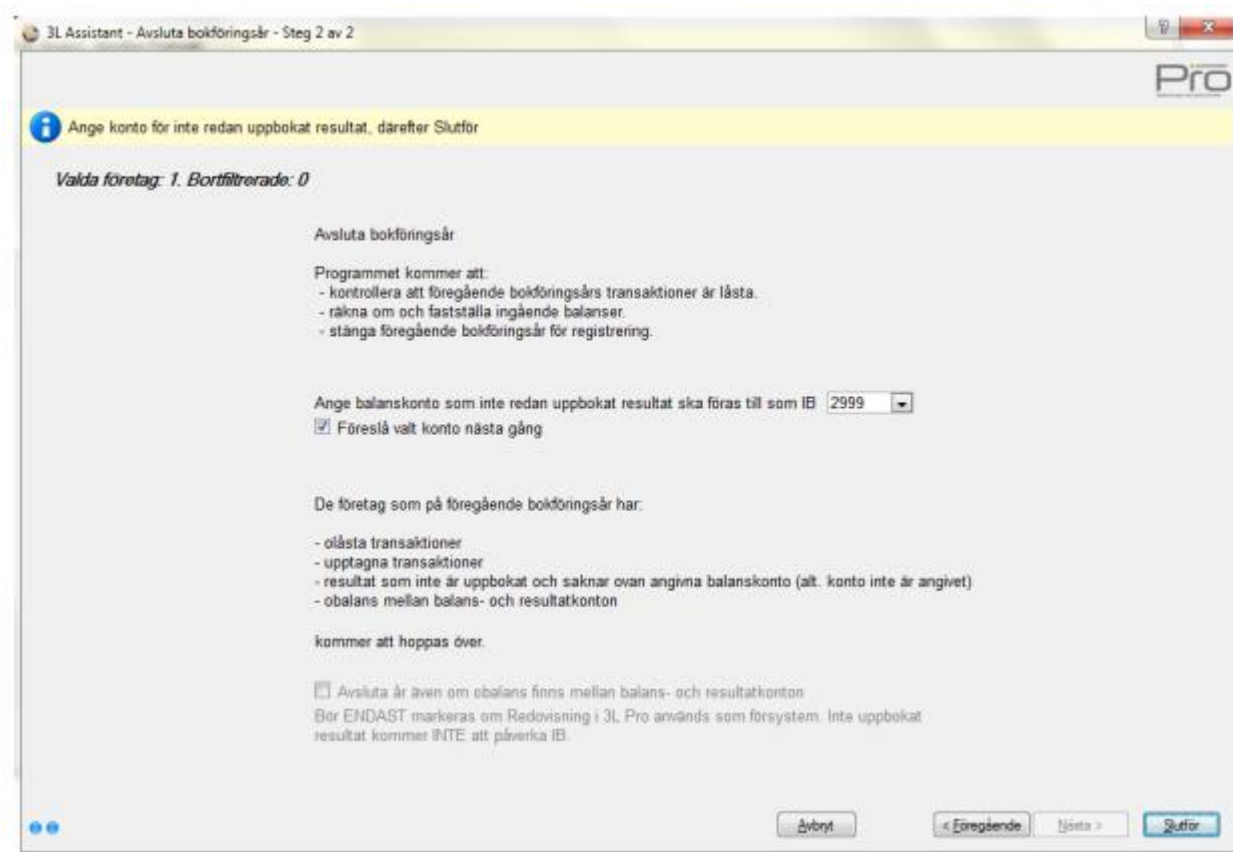 3L Assistant - Avsluta bokföringsår - Steg 2 av 2
Pro
Ange konto för inte redan uppbokat resultat, därefter Slutför
Valda företag: 1. Bortfiltrerade: 0
Avsluta bokföringsår
Programmet kommer att:
- kontrollera att föregående bokföringsårs transaktioner är låsta.
- räkna om och fastställa ingående balanser.
- stänga föregående bokföringsår för registrering.
Ange balanskonto som inte redan uppbokat resultat ska föras till som IB 2999
Föreslå valt konto nästa gång
De företag som på föregående bokföringsår har:
- olåsta transaktioner
- upptagna transaktioner
- resultat som inte är uppbokat och saknar ovan angivna balanskonto (alt. konto inte är angivet)
- obalans mellan balans- och resultatkonton
kommer att hoppas över.
Avsluta år även om obalans finns mellan balans- och resultatkonton
Bör ENDAST markeras om Redovisning i 3L Pro används som försystem. Inte uppbokat
resultat kommer INTE att påverka IB.
Avbryt
< Föregående
Nästa >
Slutför